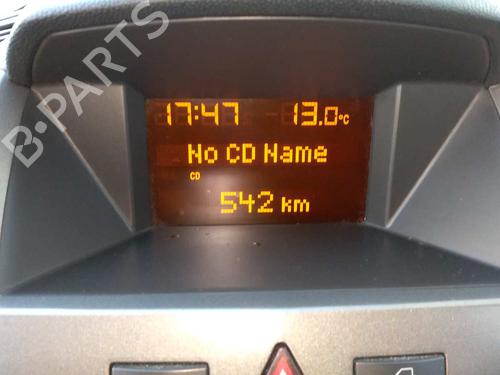 B-PARTS
17:47 13.0°C
No CD Name
CD
542 km